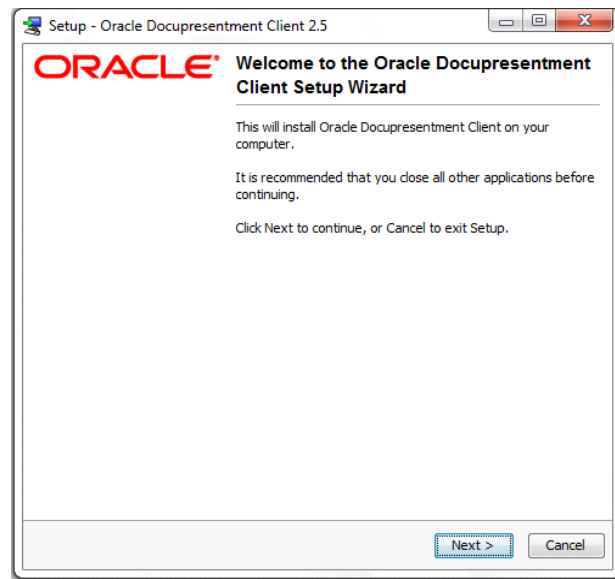 Setup - Oracle Docupresentment Client 2.5
ORACLE®
Welcome to the Oracle Docupresentment
Client Setup Wizard
This will install Oracle Docupresentment Client on your
computer.
It is recommended that you close all other applications before
continuing.
Click Next to continue, or Cancel to exit Setup.
Next >
Cancel